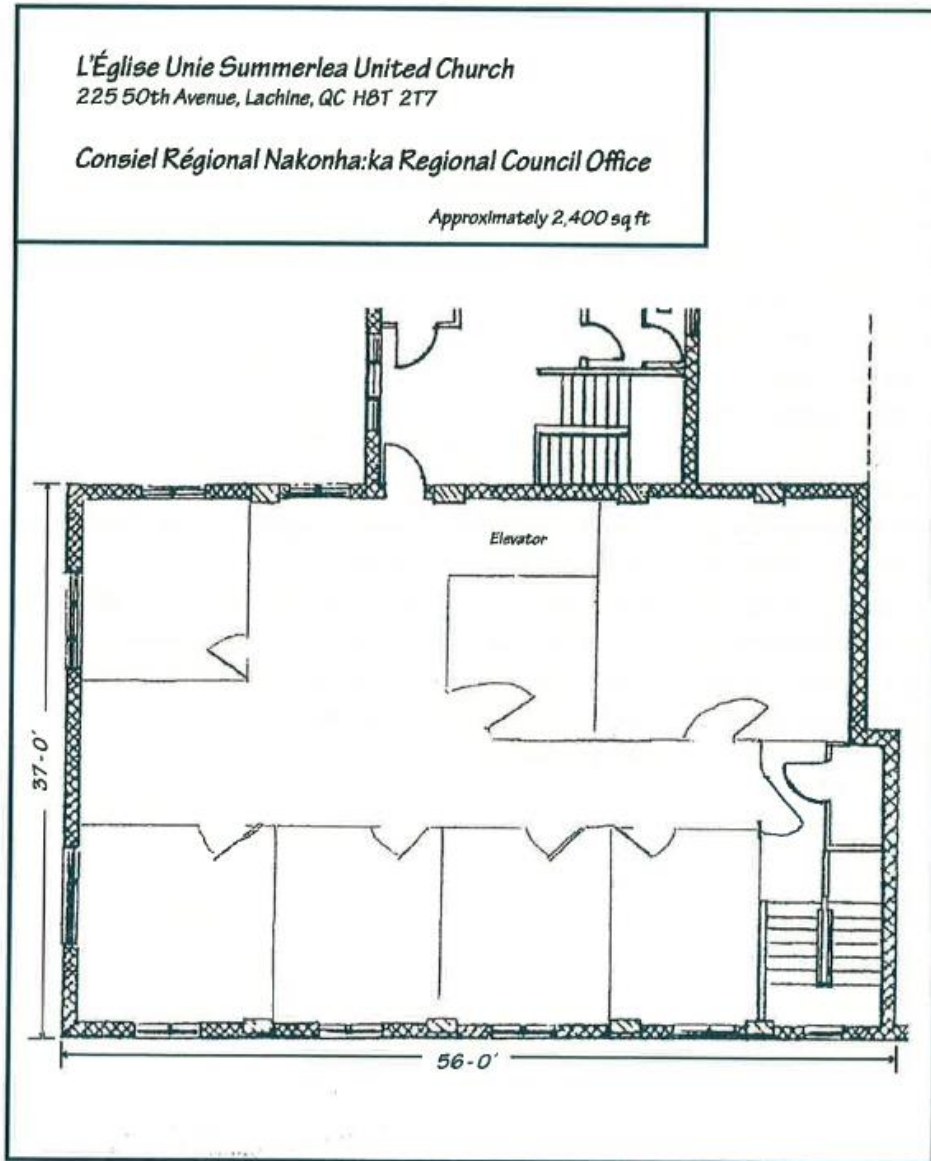 L'Église Unie Summerlea United Church
225 50th Avenue, Lachine, QC H8T 2T7
Consiel Régional Nakonha:ka Regional Council Office
Approximately 2,400 sq ft
Elevator
37-0'
56-0'